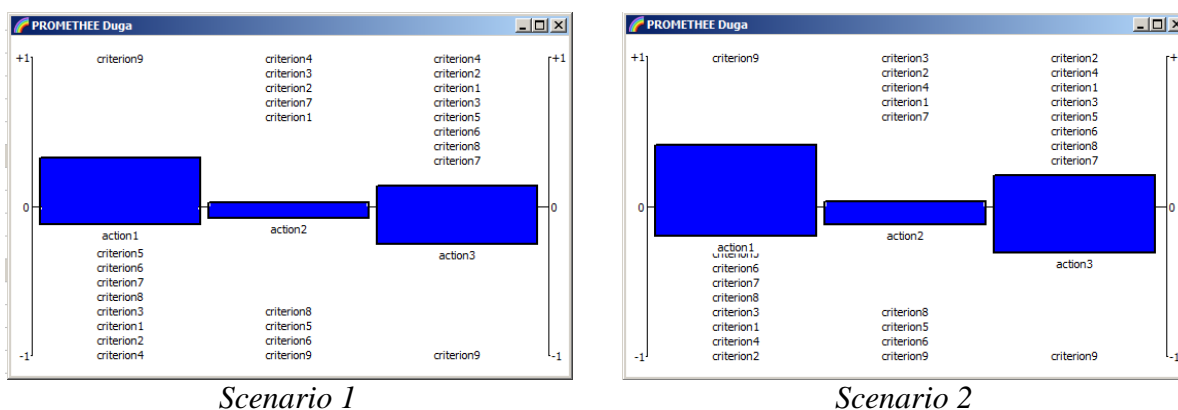 PROMETHEE Duga
+1 criterion9 criterion4 criterion4 +1
criterion3 criterion2
criterion2 criterion1
criterion7 criterion3
criterion1 criterion5
criterion6
criterion8
criterion7
0 0
action1 action2
criterion5 action3
criterion6
criterion7
criterion8
criterion3 criterion8
criterion1 criterion5
criterion2 criterion6
-1 criterion4 criterion9 criterion9 -1
Scenario 1
PROMETHEE Duga
+1 criterion9 criterion3 criterion2 +
criterion2 criterion4
criterion4 criterion1
criterion1 criterion3
criterion7 criterion5
criterion6
criterion8
criterion7
0 0
action1 action2
criterion6 action3
criterion7
criterion8
criterion3 criterion8
criterion1 criterion5
criterion4 criterion6
-1 criterion2 criterion9 criterion9 -1
Scenario 2